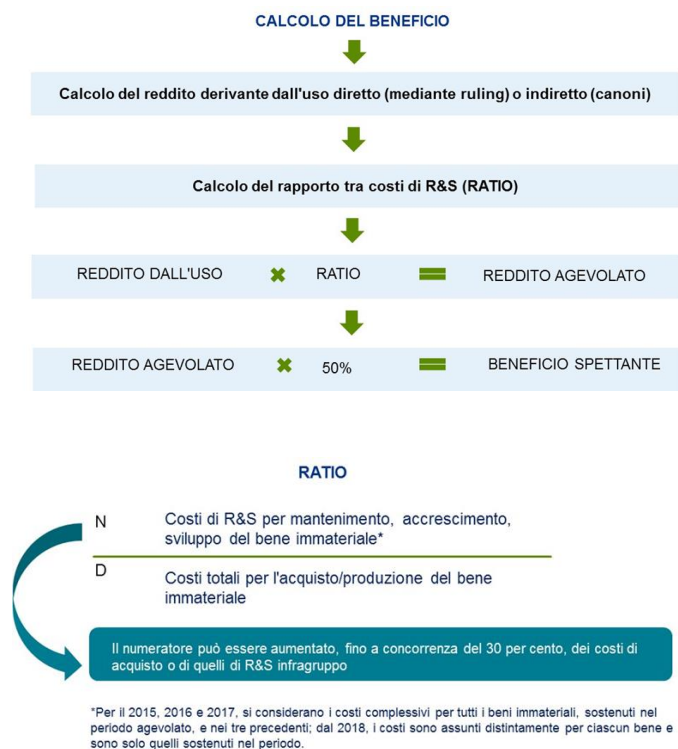 CALCOLO DEL BENEFICIO
Calcolo del reddito derivante dall'uso diretto (mediante ruling) o indiretto (canoni)
Calcolo del rapporto tra costi di R&S (RATIO)
REDDITO DALL'USO × RATIO = REDDITO AGEVOLATO
REDDITO AGEVOLATO × 50% = BENEFICIO SPETTANTE
RATIO
N
Costi di R&S per mantenimento, accrescimento,
sviluppo del bene immateriale*
D
Costi totali per l'acquisto/produzione del bene
immateriale
Il numeratore può essere aumentato, fino a concorrenza del 30 per cento, dei costi di
acquisto o di quelli di R&S infragruppo
*Per il 2015, 2016 e 2017, si considerano i costi complessivi per tutti i beni immateriali, sostenuti nel
periodo agevolato, e nei tre precedenti; dal 2018, i costi sono assunti distintamente per ciascun bene e
sono solo quelli sostenuti nel periodo.